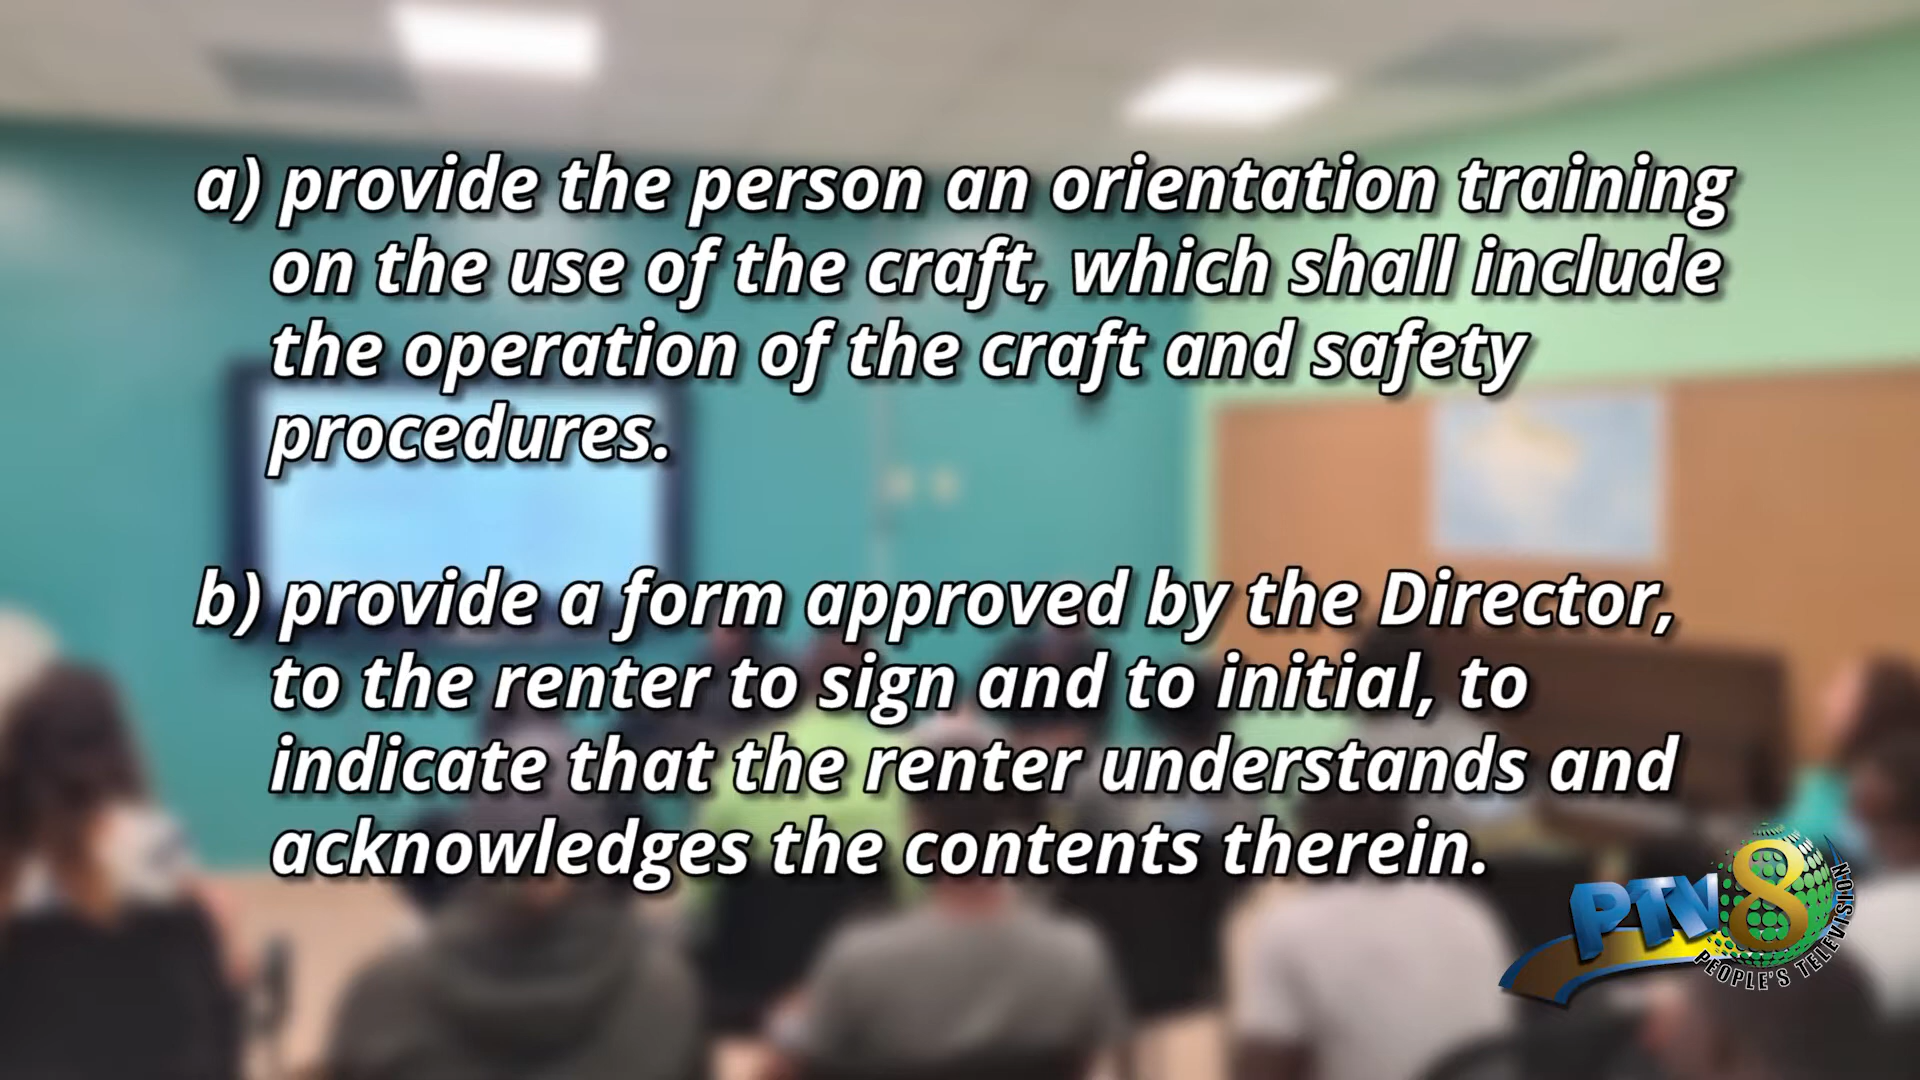 a) provide the person an orientation training
on the use of the craft, which shall include
the operation of the craft and safety
procedures.
b) provide a form approved by the Director,
to the renter to sign and to initial, to
indicate that the renter understands and
acknowledges the contents therein.
PTV8
PEOPLE'S TELEVISION